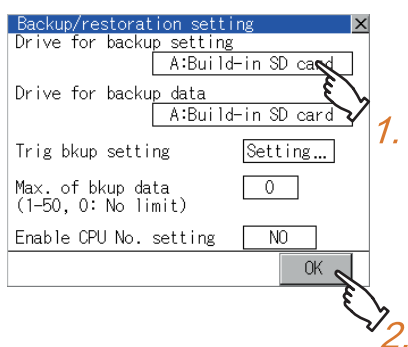 Backup/restoration setting
Drive for backup setting
A:Build-in SD card
Drive for backup data
A:Build-in SD card
1.
Trig bkup setting Setting...
Max. of bkup data 0
(1-50, 0: No limit)
Enable CPU No. setting NO
OK
2.